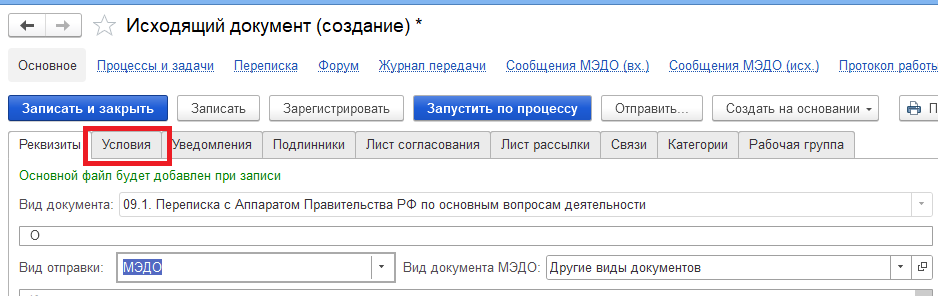 Исходящий документ (создание) *
Основное Процессы и задачи Переписка Форум Журнал передачи Сообщения МЭДО (вх.) Сообщения МЭДО (исх.) Протокол работы
Записать и закрыть Записать Зарегистрировать Запустить по процессу Отправить... Создать на основании
Реквизиты Условия Уведомления Подлинники Лист согласования Лист рассылки Связи Категории Рабочая группа
Основной файл будет добавлен при записи
Вид документа: 09.1. Переписка с Аппаратом Правительства РФ по основным вопросам деятельности
О
Вид отправки: МЭДО Вид документа МЭДО: Другие виды документов